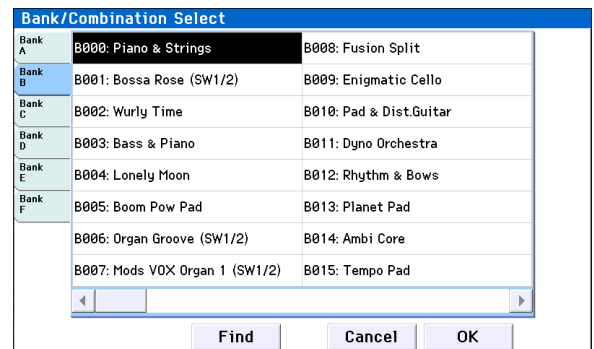 Bank/Combination Select
Bank
A
Bank
B
Bank
C
Bank
D
Bank
E
Bank
F
B000: Piano & Strings
B001: Bossa Rose (SW1/2)
B002: Wurly Time
B003: Bass & Piano
B004: Lonely Moon
B005: Boom Pow Pad
B006: Organ Groove (SW1/2)
B007: Mods VOX Organ 1 (SW1/2)
B008: Fusion Split
B009: Enigmatic Cello
B010: Pad & Dist.Guitar
B011: Dyno Orchestra
B012: Rhythm & Bows
B013: Planet Pad
B014: Ambi Core
B015: Tempo Pad
Find
Cancel
OK